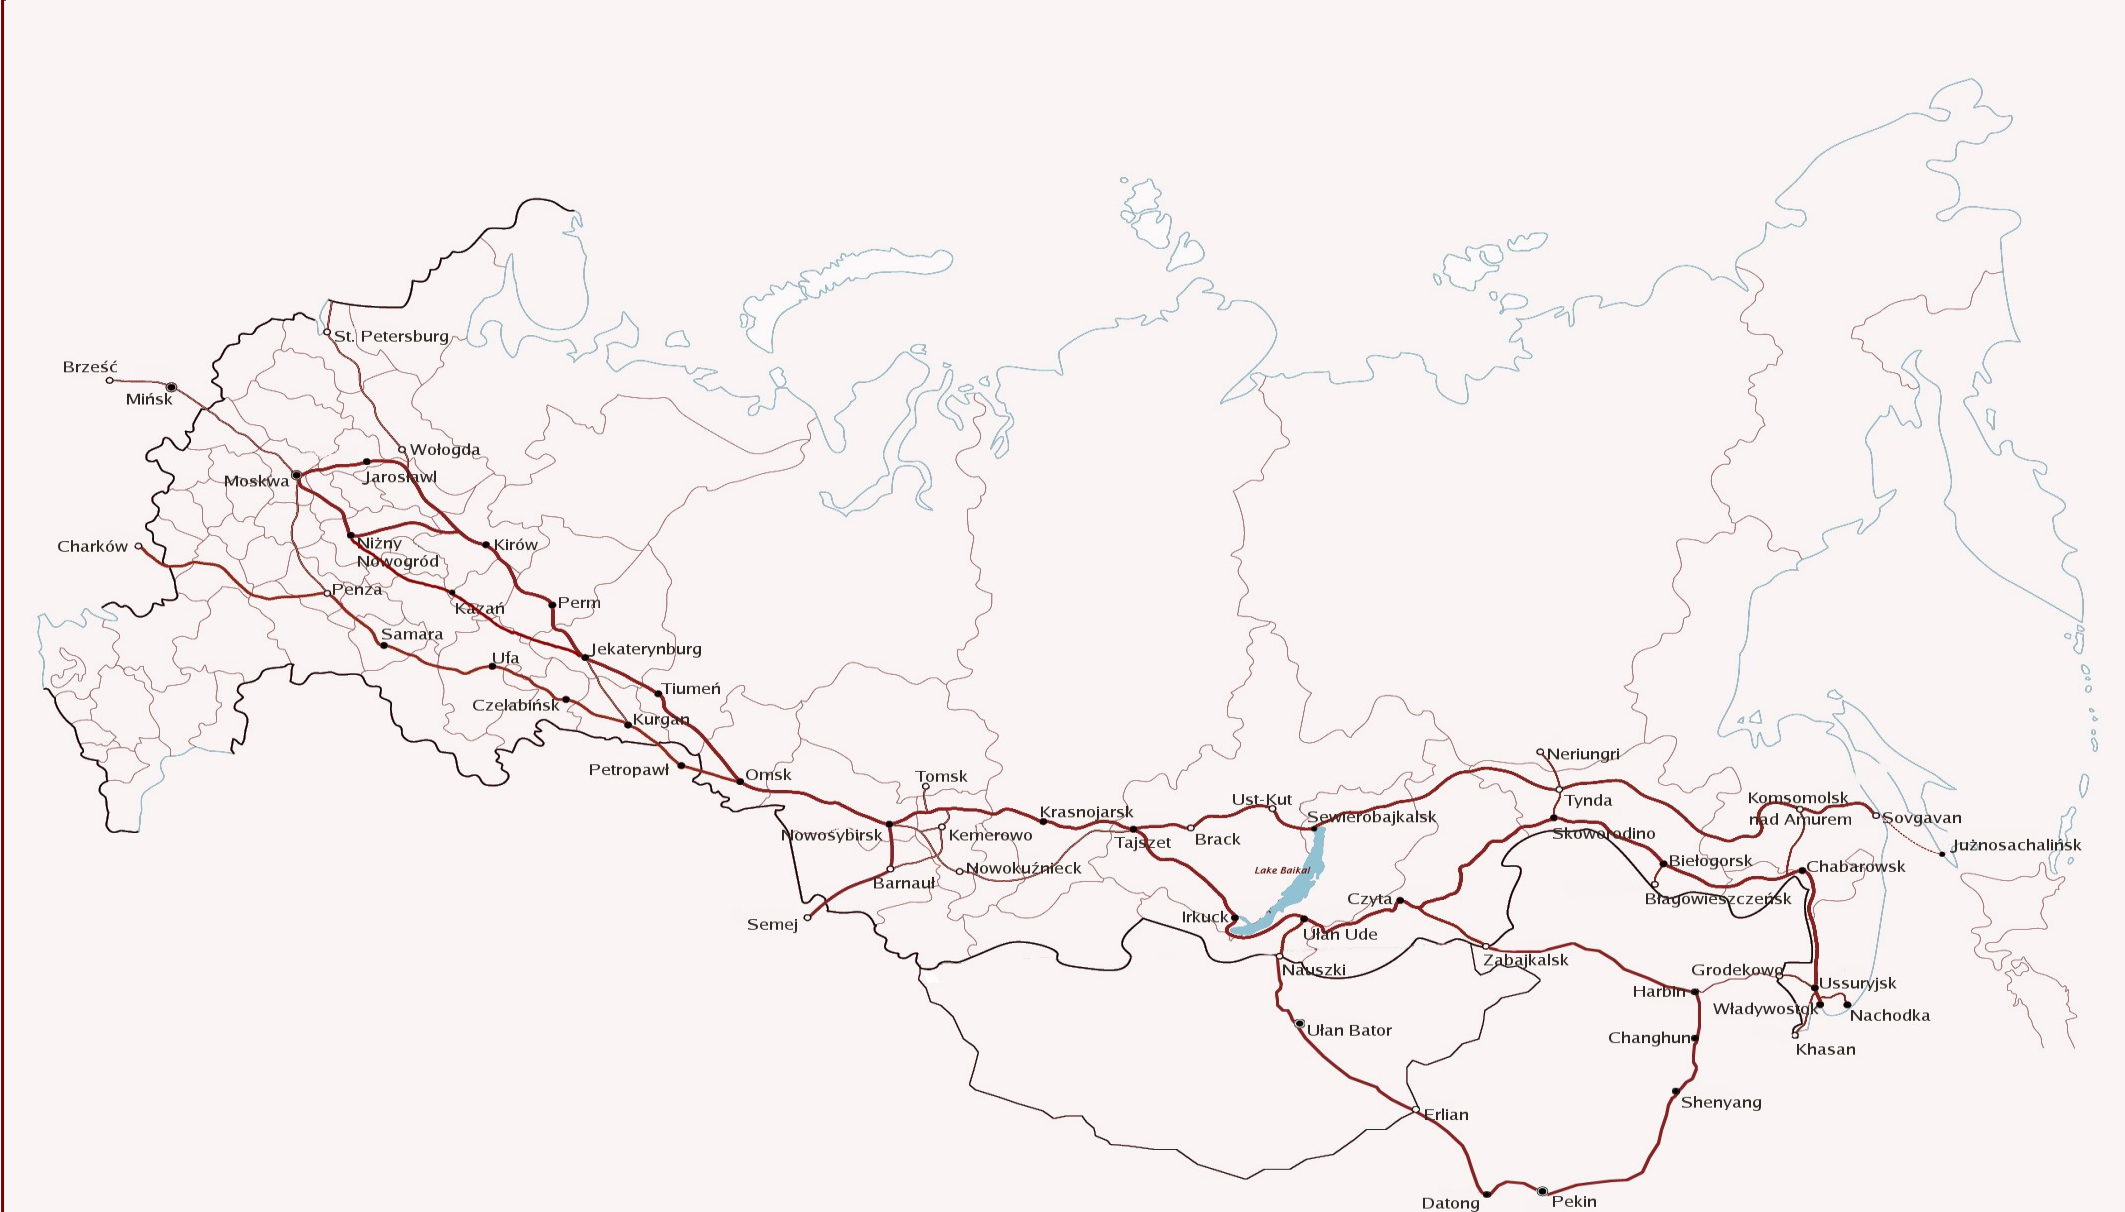 St. Petersburg
Brześć
Mińsk
Wołogda
Moskwa
Jarosławl
Charków
Niżny
Nowogród
Kirów
Penza
Kazań
Perm
Samara
Ufa
Jekaterynburg
Tiumeń
Czelabińsk
Kurgan
Petropawł
Omsk
Tomsk
Nowosybirsk
Kemerowo
Krasnojarsk
Tajszet
Barnauł
Nowokuźnieck
Semej
Ust-Kut
Brack
Sewierobajkalsk
Lake Baikal
Irkuck
Ułan Ude
Czyta
Nauszki
Neriungri
Tynda
Skoworodino
Komsomolsk
nad Amurem
Sovgavan
Jużnosachalińsk
Biełogorsk
Chabarowsk
Błagowieszczeńsk
Zabajkalsk
Grodekowo
Harbin
Ussuryjsk
Władywostok
Nachodka
Ułan Bator
Changhun
Khasan
Shenyang
Erlian
Datong
Pekin